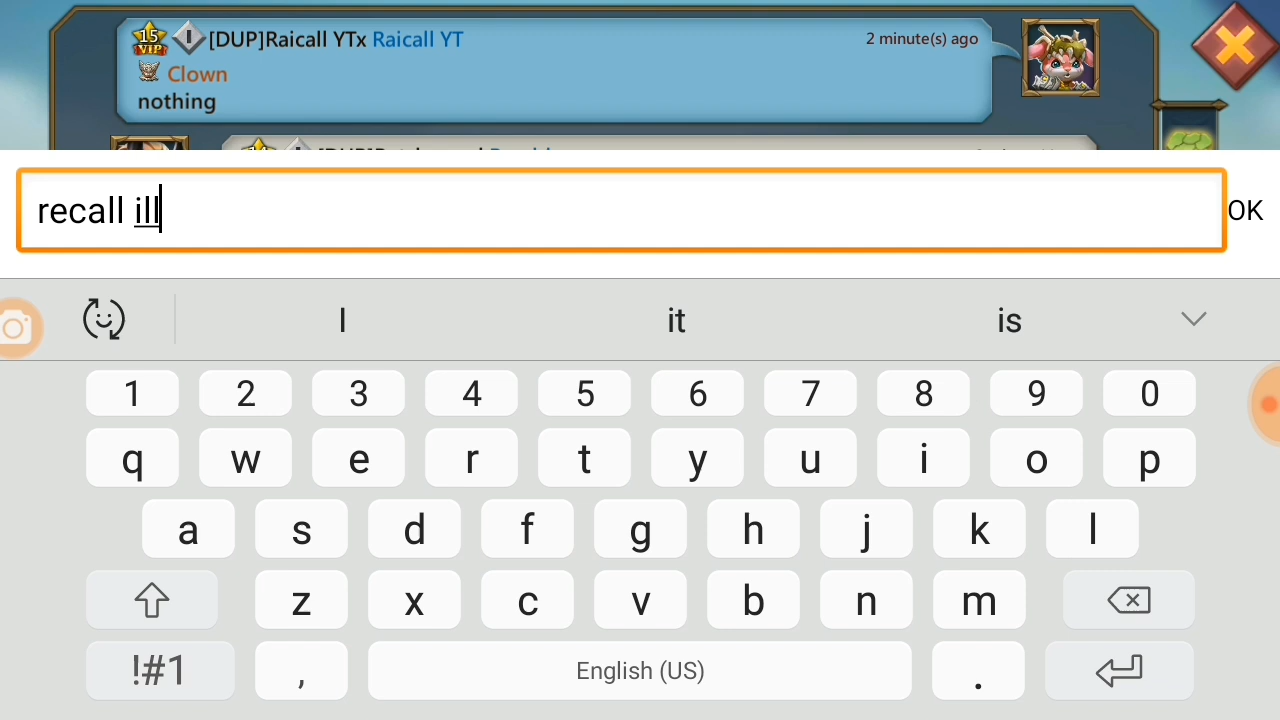 15 VIP I [DUP]Raicall YTx Raicall YT 2 minute(s) ago
Clown
nothing
recall ill OK
I it is
1 2 3 4 5 6 7 8 9 0
q w e r t y u i o p
a s d f g h j k l
z x c v b n m
!#1 , English (US) .